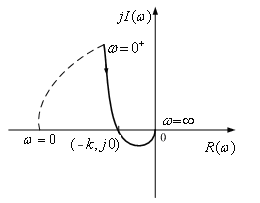 jI(ω)
ω=0⁺
ω=∞
ω = 0
(-k, j0)
0
R(ω)